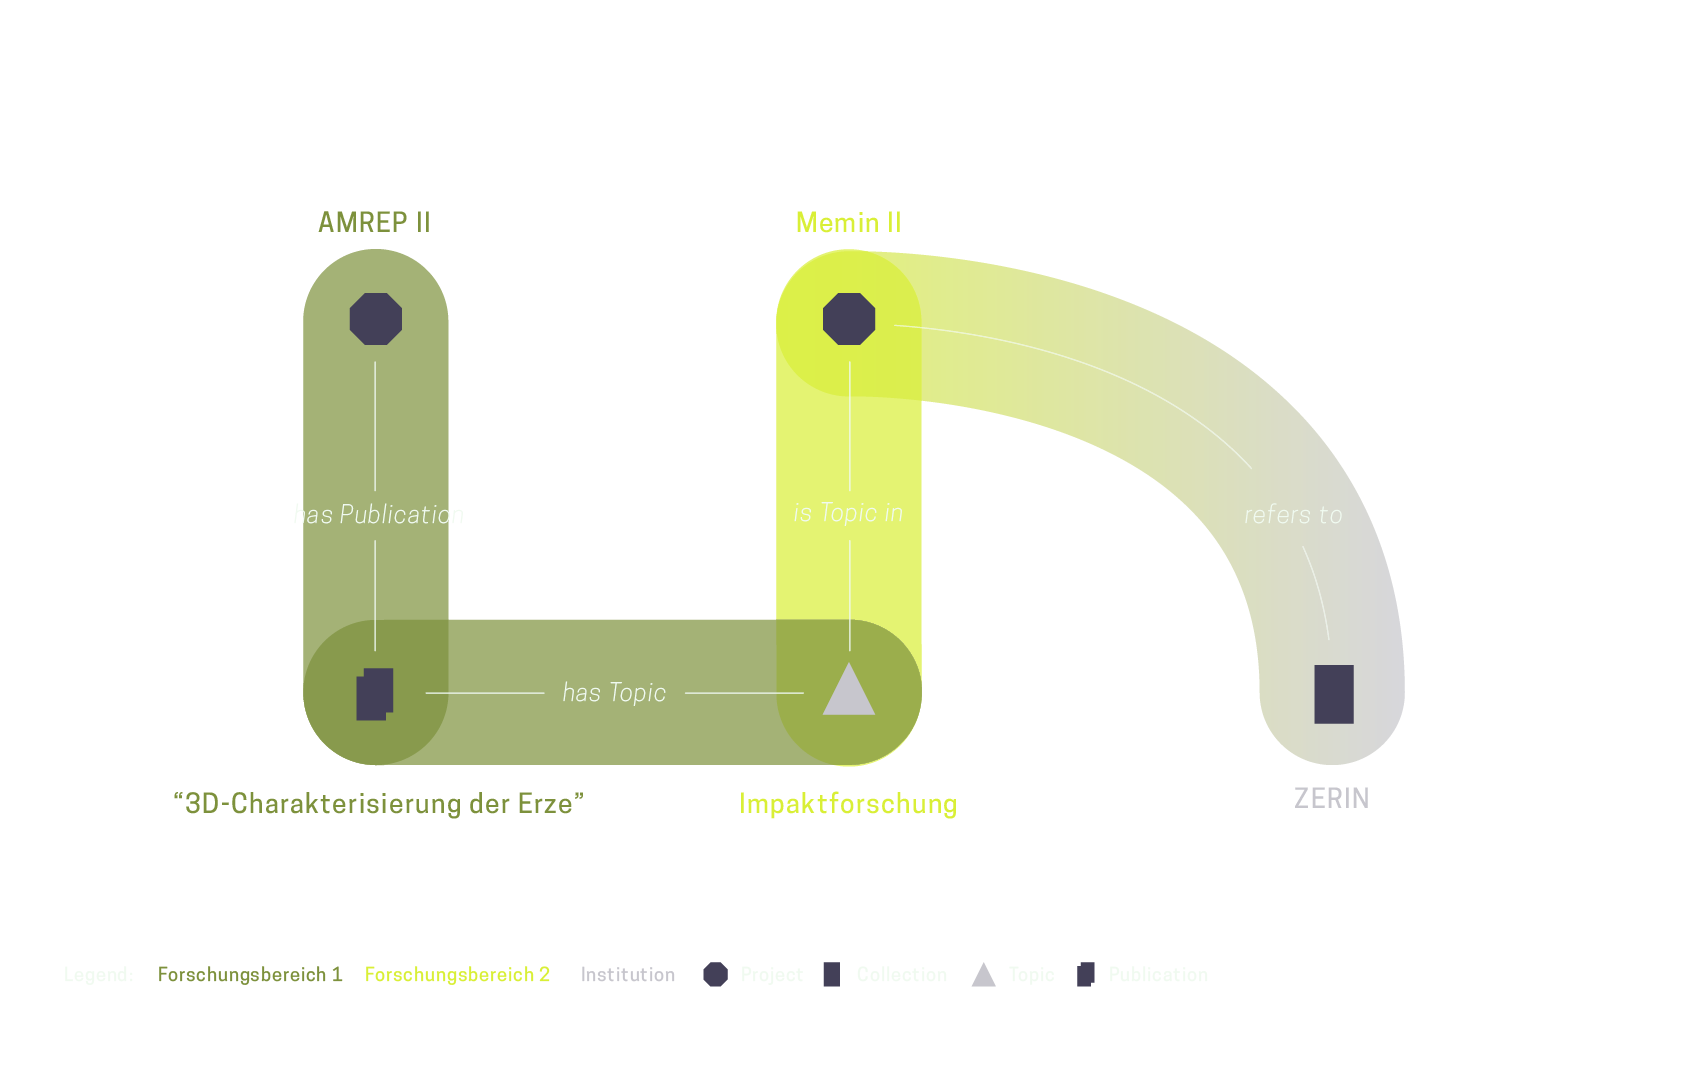 AMREP II
Memin II
has Publication
is Topic in
refers to
has Topic
“3D-Charakterisierung der Erze”
Impaktforschung
ZERIN
Legend: Forschungsbereich 1 Forschungsbereich 2 Institution Project Collection Topic Publication